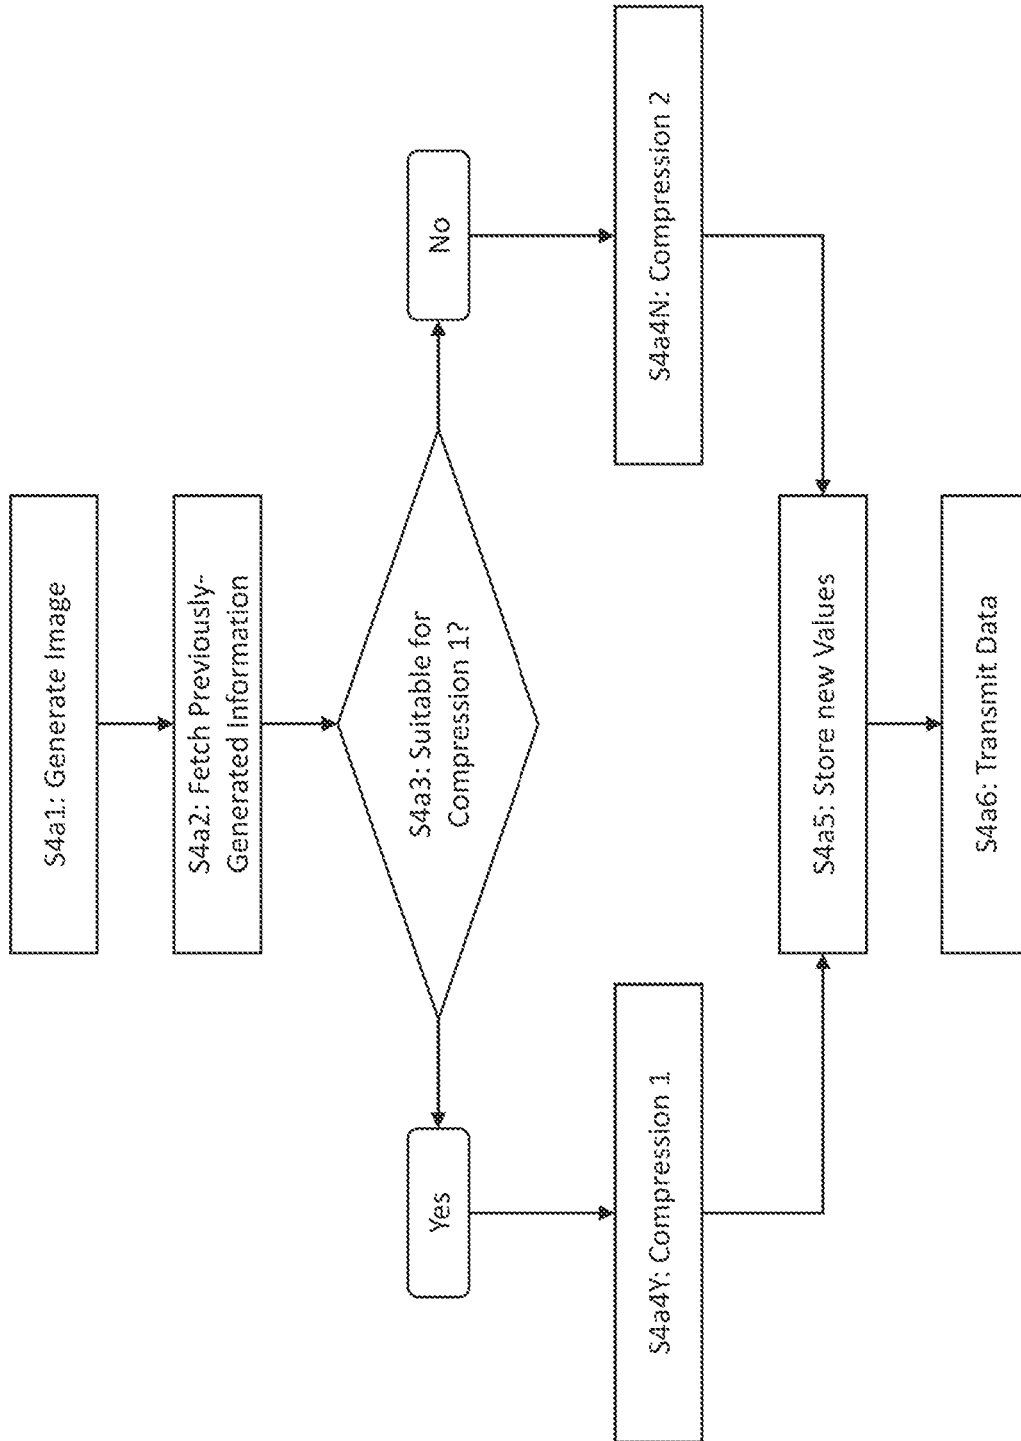 S4a1: Generate Image
S4a2: Fetch Previously-
Generated Information
S4a3: Suitable for
Compression 1?
Yes
No
S4a4Y: Compression 1
S4a4N: Compression 2
S4a5: Store new Values
S4a6: Transmit Data